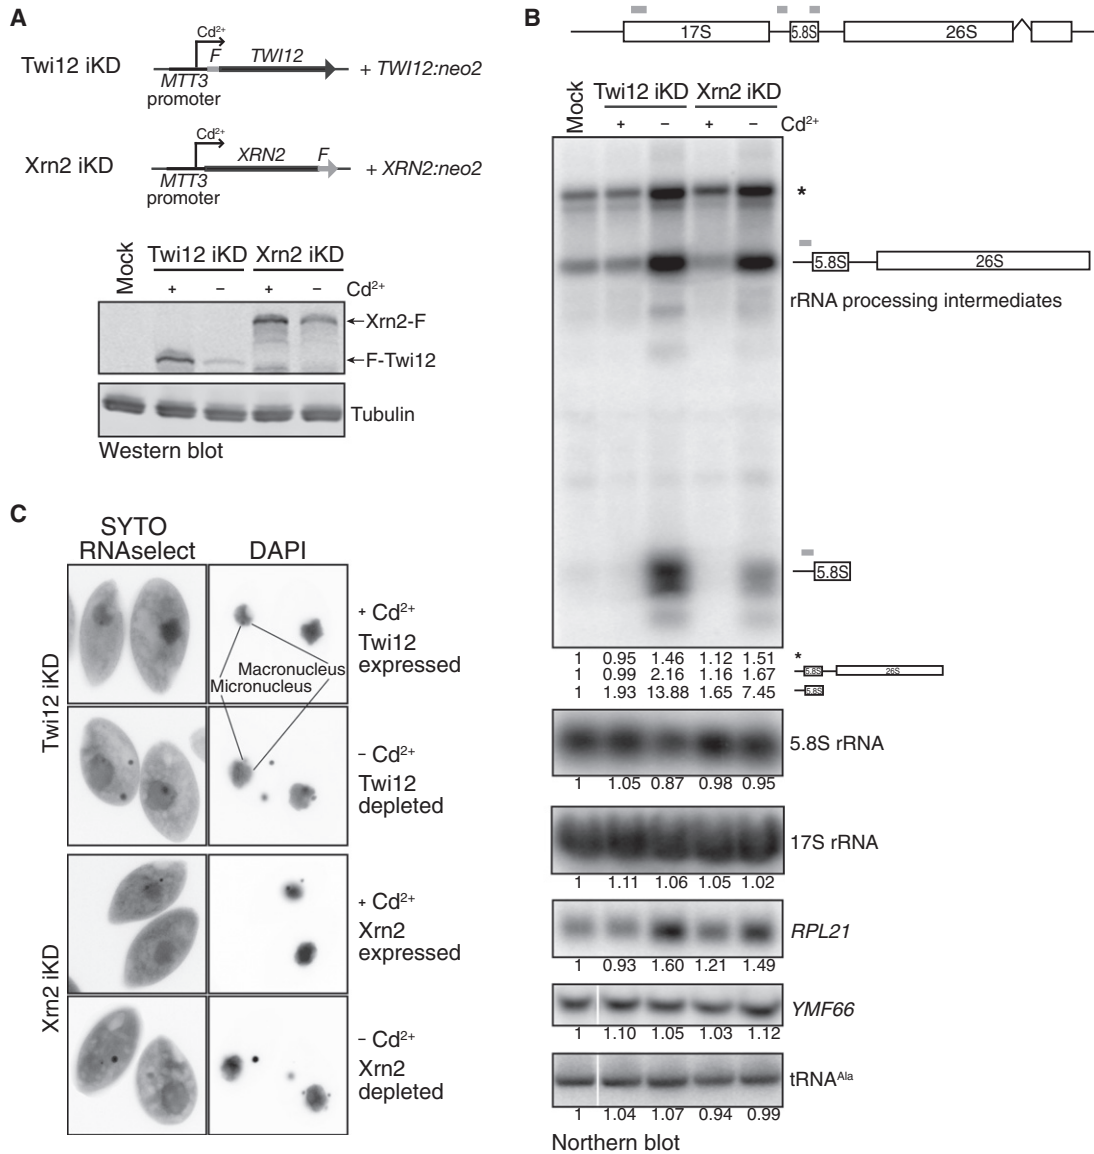 A
Twi12 iKD
Cd2+
F
TWI12
MTT3
promoter
+ TWI12:neo2
Xrn2 iKD
Cd2+
XRN2
F
MTT3
promoter
+ XRN2:neo2
Mock
Twi12 iKD
Xrn2 iKD
+ − + − Cd2+
Xrn2-F
F-Twi12
Tubulin
Western blot
B
17S
5.8S
26S
Mock
Twi12 iKD
Xrn2 iKD
+ − + − Cd2+
*
5.8S
26S
rRNA processing intermediates
5.8S
1 0.95 1.46 1.12 1.51 *
1 0.99 2.16 1.16 1.67 5.8S 26S
1 1.93 13.88 1.65 7.45 5.8S
5.8S rRNA
1 1.05 0.87 0.98 0.95
17S rRNA
1 1.11 1.06 1.05 1.02
RPL21
1 0.93 1.60 1.21 1.49
YMF66
1 1.10 1.05 1.03 1.12
tRNAAla
1 1.04 1.07 0.94 0.99
Northern blot
C
SYTO
RNAselect
DAPI
Twi12 iKD
+ Cd2+
Twi12
expressed
Macronucleus
Micronucleus
− Cd2+
Twi12
depleted
Xrn2 iKD
+ Cd2+
Xrn2
expressed
− Cd2+
Xrn2
depleted